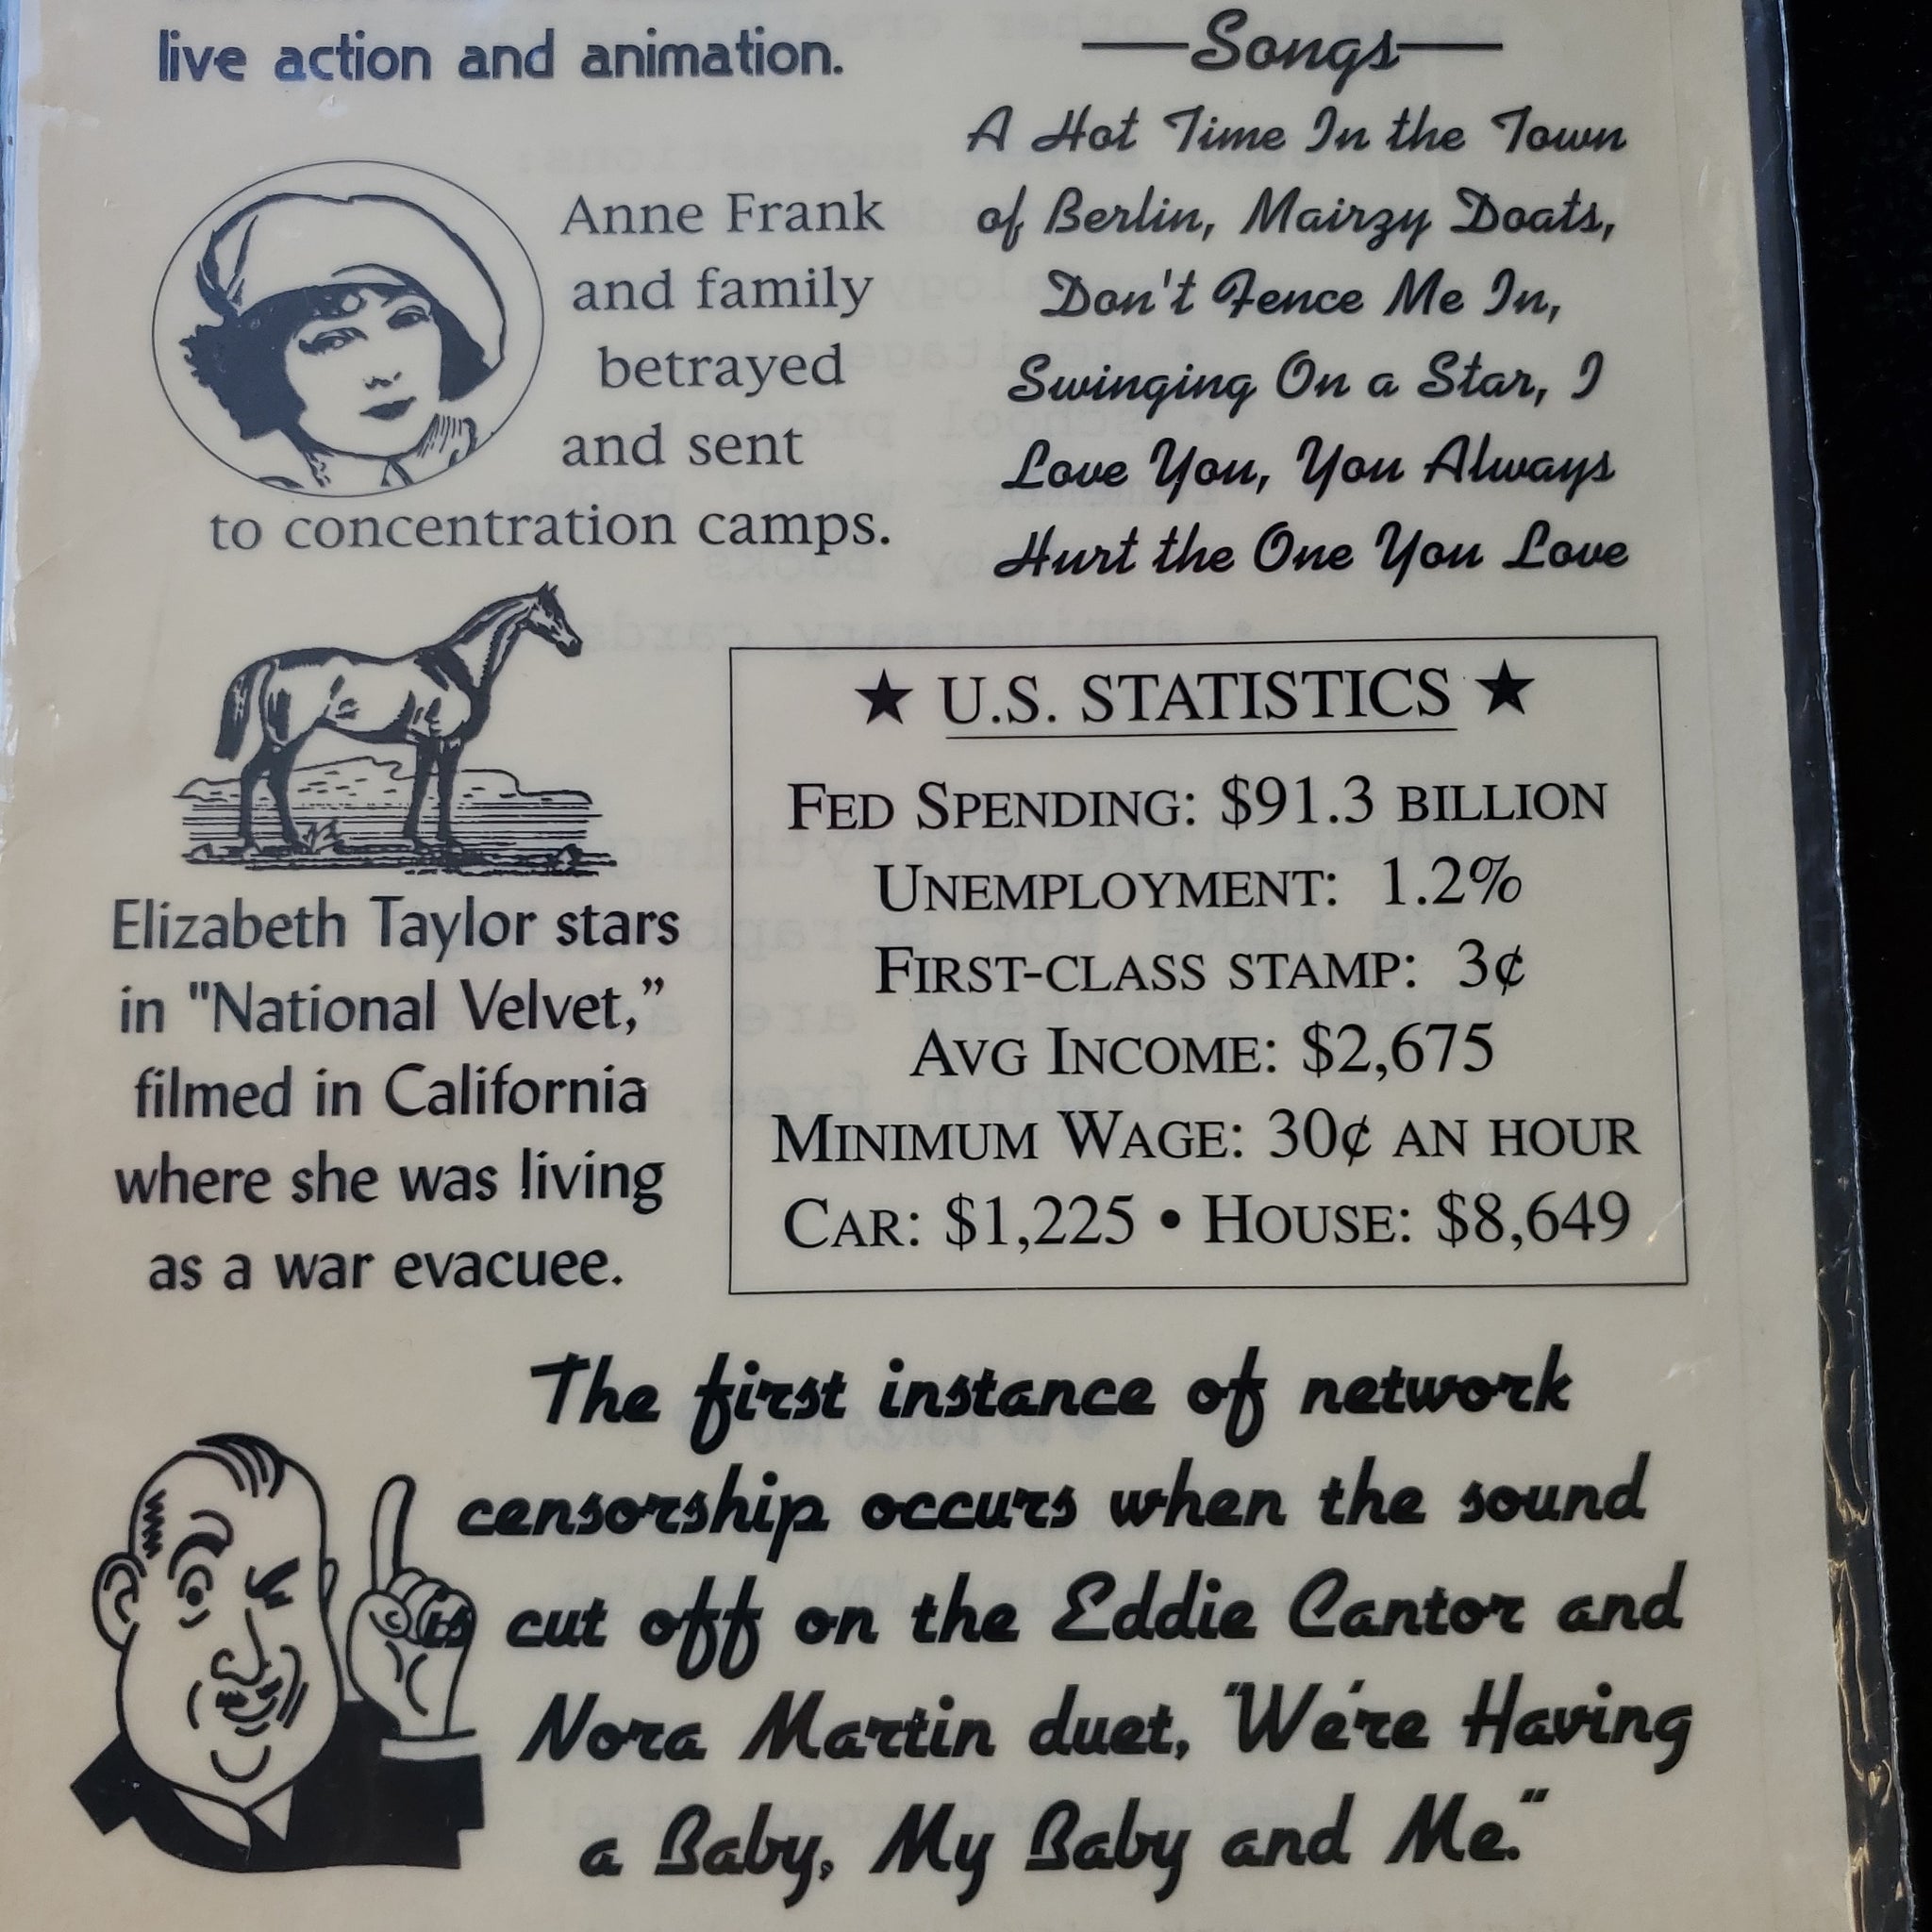 live action and animation.
Anne Frank
and family
betrayed
and sent
to concentration camps.
Elizabeth Taylor stars
in "National Velvet,”
filmed in California
where she was living
as a war evacuee.
—Songs—
A Hot Time In the Town
of Berlin, Mairzy Doats,
Don't Fence Me In,
Swinging On a Star, I
Love You, You Always
Hurt the One You Love
★ U.S. STATISTICS ★
FED SPENDING: $91.3 BILLION
UNEMPLOYMENT: 1.2%
FIRST-CLASS STAMP: 3¢
AVG INCOME: $2,675
MINIMUM WAGE: 30¢ AN HOUR
CAR: $1,225 • HOUSE: $8,649
The first instance of network
censorship occurs when the sound
cut off on the Eddie Cantor and
Nora Martin duet, "We're Having
a Baby, My Baby and Me."